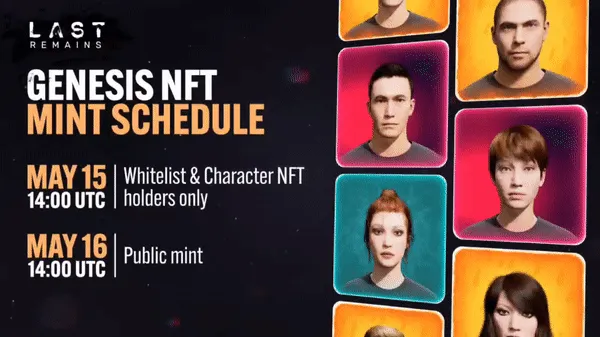 LAST
REMAINS
GENESIS NFT
MINT SCHEDULE
MAY 15
14:00 UTC
Whitelist & Character NFT
holders only
MAY 16
14:00 UTC
Public mint